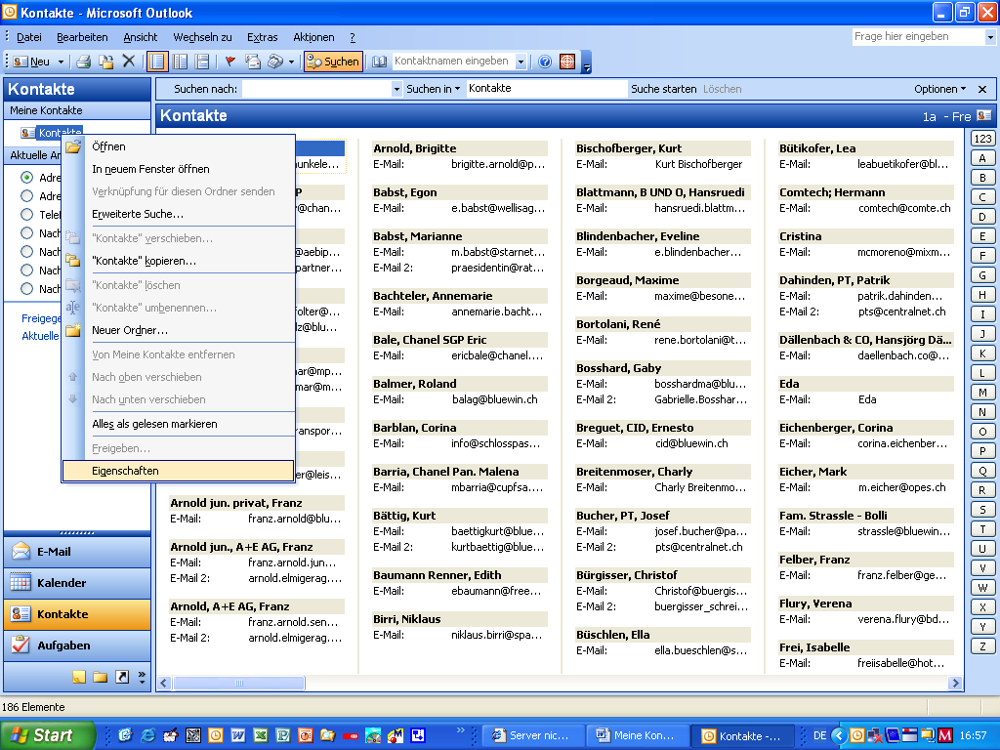 Kontakte - Microsoft Outlook
Datei Bearbeiten Ansicht Wechseln zu Extras Aktionen ? Frage hier eingeben
Neu Suchen Kontaktnamen eingeben
Kontakte
Suchen nach: Suchen in Kontakte Suche starten Löschen Optionen
Meine Kontakte
Kontakte
Aktuelle An
Adre
Adre
Telef
Nach
Nach
Nach
Nach
Freigege
Aktuelle
Öffnen
In neuem Fenster öffnen
Verknüpfung für diesen Ordner senden
Erweiterte Suche...
"Kontakte" verschieben...
"Kontakte" kopieren...
"Kontakte" löschen
"Kontakte" umbenennen...
Neuer Ordner...
Von Meine Kontakte entfernen
Nach oben verschieben
Nach unten verschieben
Alles als gelesen markieren
Freigeben...
Eigenschaften
E-Mail
Kalender
Kontakte
Aufgaben
Kontakte 1a - Fre
unkele...
P
@chan...
@aebip...
partner...
folter@...
z@blu...
mar@mp...
mar@m...
transpor...
er@leis...
Arnold jun. privat, Franz
E-Mail: franz.arnold@blu...
Arnold jun., A+E AG, Franz
E-Mail: franz.arnold.jun...
E-Mail 2: arnold.elmigerag...
Arnold, A+E AG, Franz
E-Mail: franz.arnold.sen...
E-Mail 2: arnold.elmigerag...
Arnold, Brigitte
E-Mail: brigitte.arnold@p...
Babst, Egon
E-Mail: e.babst@wellisag...
Babst, Marianne
E-Mail: m.babst@starnet...
E-Mail 2: praesidentin@rat...
Bachteler, Annemarie
E-Mail: annemarie.bacht...
Bale, Chanel SGP Eric
E-Mail: ericbale@chanel....
Balmer, Roland
E-Mail: balag@bluewin.ch
Barblan, Corina
E-Mail: info@schlosspas...
Barria, Chanel Pan. Malena
E-Mail: mbarria@cupfsa...
Bättig, Kurt
E-Mail: baettigkurt@blue...
E-Mail 2: kurtbaettig@blue...
Baumann Renner, Edith
E-Mail: ebaumann@free...
Birri, Niklaus
E-Mail: niklaus.birri@spa...
Bischofberger, Kurt
E-Mail: Kurt Bischofberger
Blattmann, B UND O, Hansruedi
E-Mail: hansruedi.blattm...
Blindenbacher, Eveline
E-Mail: e.blindenbacher...
Borgeaud, Maxime
E-Mail: maxime@besone...
Bortolani, René
E-Mail: rene.bortolani@t...
Bosshard, Gaby
E-Mail: bosshardma@blu...
E-Mail 2: Gabrielle.Bosshar...
Breguet, CID, Ernesto
E-Mail: cid@bluewin.ch
Breitenmoser, Charly
E-Mail: Charly Breitenmo...
Bucher, PT, Josef
E-Mail: josef.bucher@pa...
E-Mail 2: pts@centralnet.ch
Bürgisser, Christof
E-Mail: Christof@buergis...
E-Mail 2: buergisser_schrei...
Büschlen, Ella
E-Mail: ella.bueschlen@s...
Bütikofer, Lea
E-Mail: leabuetikofer@bl...
Comtech; Hermann
E-Mail: comtech@comte.ch
Cristina
E-Mail: mcmoreno@mixm...
Dahinden, PT, Patrik
E-Mail: patrik.dahinden...
E-Mail 2: pts@centralnet.ch
Dällenbach & CO, Hansjörg Dä...
E-Mail: daellenbach.co@...
Eda
E-Mail: Eda
Eichenberger, Corina
E-Mail: corina.eichenber...
Eicher, Mark
E-Mail: m.eicher@opes.ch
Fam. Strassle - Bolli
E-Mail: strassle@bluewin...
Felber, Franz
E-Mail: franz.felber@ge...
Flury, Verena
E-Mail: verena.flury@bd...
Frei, Isabelle
E-Mail: freiisabelle@hot...
123
A
B
C
D
E
F
G
H
I
J
K
L
M
N
O
P
Q
R
S
T
U
V
W
X
Y
Z
186 Elemente
Start Server nic... Meine Kon... Kontakte -... DE 16:57